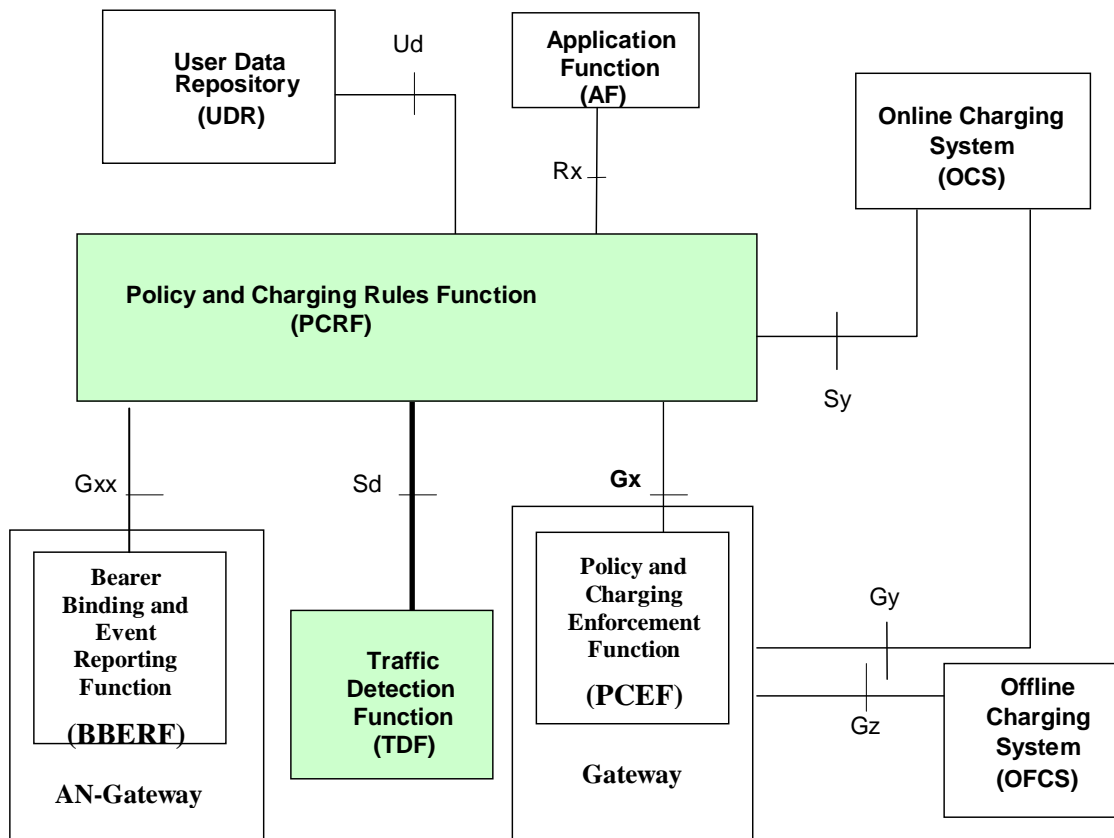 User Data
Repository
(UDR)
Ud
Application
Function
(AF)
Rx
Online Charging
System
(OCS)
Policy and Charging Rules Function
(PCRF)
Sy
Gxx
Sd
Gx
Bearer
Binding and
Event
Reporting
Function
(BBERF)
AN-Gateway
Traffic
Detection
Function
(TDF)
Policy and
Charging
Enforcement
Function
(PCEF)
Gateway
Gy
Gz
Offline
Charging
System
(OFCS)